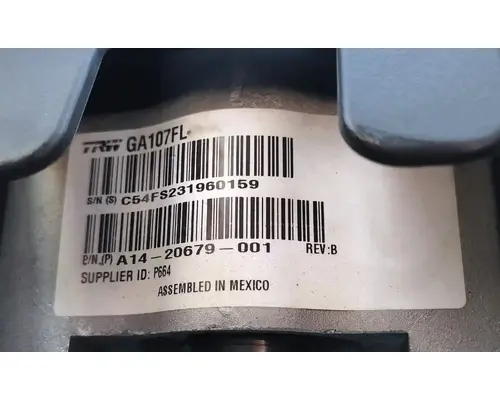 TRW GA107FL
S/N (S) C54FS231960159
P/N.(P) A14-20679-001 REV:B
SUPPLIER ID: P664
ASSEMBLED IN MEXICO